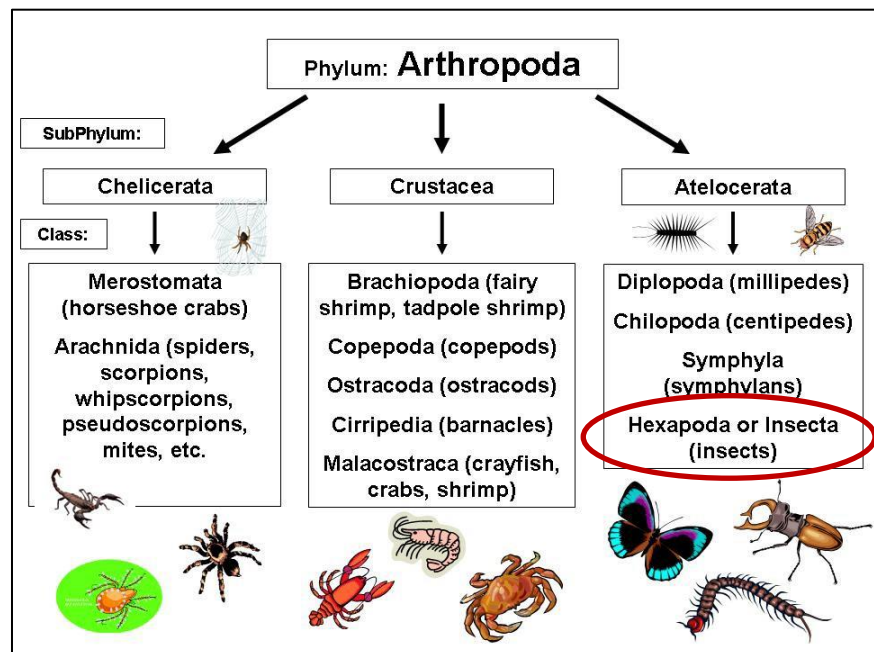 Phylum: Arthropoda
SubPhylum:
Chelicerata
Crustacea
Atelocerata
Class:
Merostomata
(horseshoe crabs)
Arachnida (spiders,
scorpions,
whipscorpions,
pseudoscorpions,
mites, etc.
Brachiopoda (fairy
shrimp, tadpole shrimp)
Copepoda (copepods)
Ostracoda (ostracods)
Cirripedia (barnacles)
Malacostraca (crayfish,
crabs, shrimp)
Diplopoda (millipedes)
Chilopoda (centipedes)
Symphyla
(symphylans)
Hexapoda or Insecta
(insects)